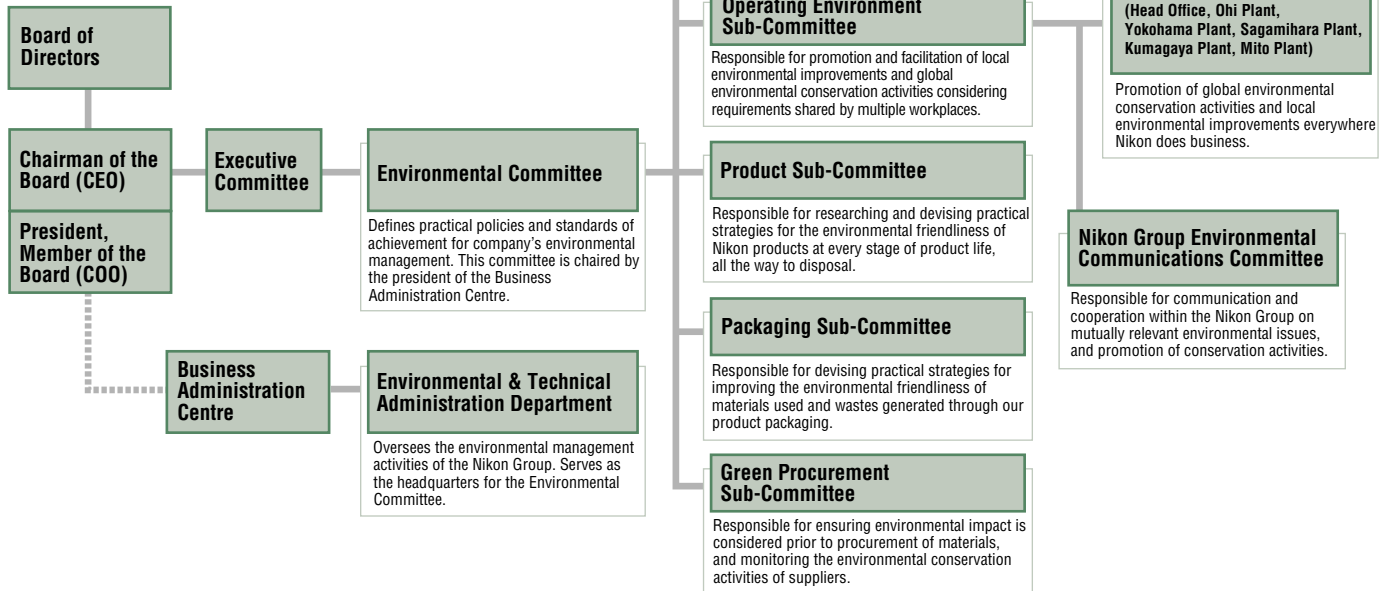 Board of
Directors
Chairman of the
Board (CEO)
President,
Member of the
Board (COO)
Executive
Committee
Environmental Committee
Defines practical policies and standards of
achievement for company's environmental
management. This committee is chaired by
the president of the Business
Administration Centre.
Business
Administration
Centre
Environmental & Technical
Administration Department
Oversees the environmental management
activities of the Nikon Group. Serves as
the headquarters for the Environmental
Committee.
Operating Environment
Sub-Committee
Responsible for promotion and facilitation of local
environmental improvements and global
environmental conservation activities considering
requirements shared by multiple workplaces.
Product Sub-Committee
Responsible for researching and devising practical
strategies for the environmental friendliness of
Nikon products at every stage of product life,
all the way to disposal.
Packaging Sub-Committee
Responsible for devising practical strategies for
improving the environmental friendliness of
materials used and wastes generated through our
product packaging.
Green Procurement
Sub-Committee
Responsible for ensuring environmental impact is
considered prior to procurement of materials,
and monitoring the environmental conservation
activities of suppliers.
(Head Office, Ohi Plant,
Yokohama Plant, Sagamihara Plant,
Kumagaya Plant, Mito Plant)
Promotion of global environmental
conservation activities and local
environmental improvements everywhere
Nikon does business.
Nikon Group Environmental
Communications Committee
Responsible for communication and
cooperation within the Nikon Group on
mutually relevant environmental issues,
and promotion of conservation activities.